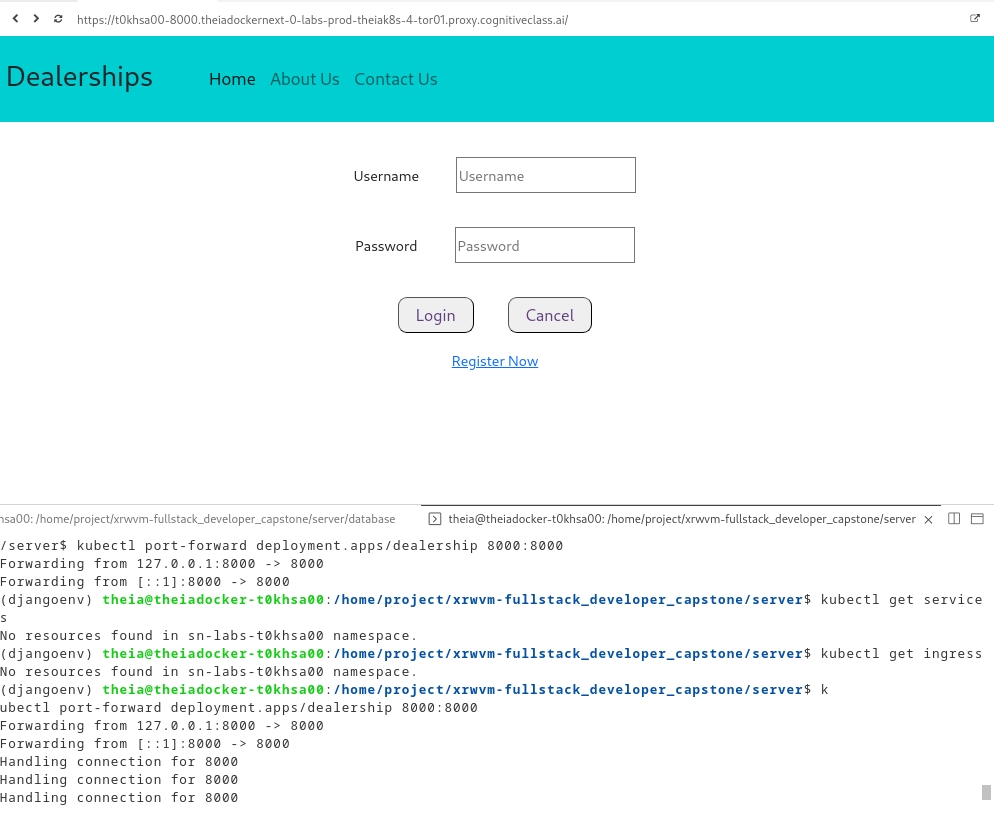 https://t0khsa00-8000.theiadockernext-0-labs-prod-theiak8s-4-tor01.proxy.cognitiveclass.ai/
Dealerships Home About Us Contact Us
Username Username
Password Password
Login Cancel
Register Now
nsa00: /home/project/xrwvm-fullstack_developer_capstone/server/database theia@theiadocker-t0khsa00: /home/project/xrwvm-fullstack_developer_capstone/server
/server$ kubectl port-forward deployment.apps/dealership 8000:8000
Forwarding from 127.0.0.1:8000 -> 8000
Forwarding from [::1]:8000 -> 8000
(djangoenv) theia@theiadocker-t0khsa00:/home/project/xrwvm-fullstack_developer_capstone/server$ kubectl get service
s
No resources found in sn-labs-t0khsa00 namespace.
(djangoenv) theia@theiadocker-t0khsa00:/home/project/xrwvm-fullstack_developer_capstone/server$ kubectl get ingress
No resources found in sn-labs-t0khsa00 namespace.
(djangoenv) theia@theiadocker-t0khsa00:/home/project/xrwvm-fullstack_developer_capstone/server$ k
ubectl port-forward deployment.apps/dealership 8000:8000
Forwarding from 127.0.0.1:8000 -> 8000
Forwarding from [::1]:8000 -> 8000
Handling connection for 8000
Handling connection for 8000
Handling connection for 8000